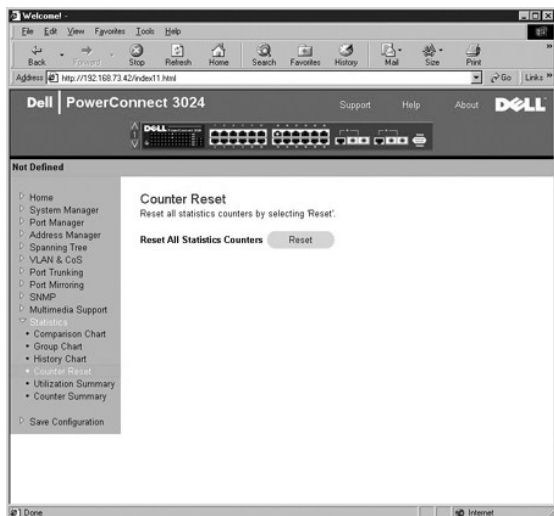 Welcome! -
File Edit View Favorites Tools Help
Back Forward Stop Refresh Home Search Favorites History Mail Size Print
Address http://192.168.73.42/index11.html Go Links »
Dell | PowerConnect 3024 Support Help About DELL
DELL
Not Defined
Home
System Manager
Port Manager
Address Manager
Spanning Tree
VLAN & CoS
Port Trunking
Port Mirroring
SNMP
Multimedia Support
Statistics
• Comparison Chart
• Group Chart
• History Chart
• Counter Reset
• Utilization Summary
• Counter Summary
Save Configuration
Counter Reset
Reset all statistics counters by selecting 'Reset'.
Reset All Statistics Counters Reset
Done Internet